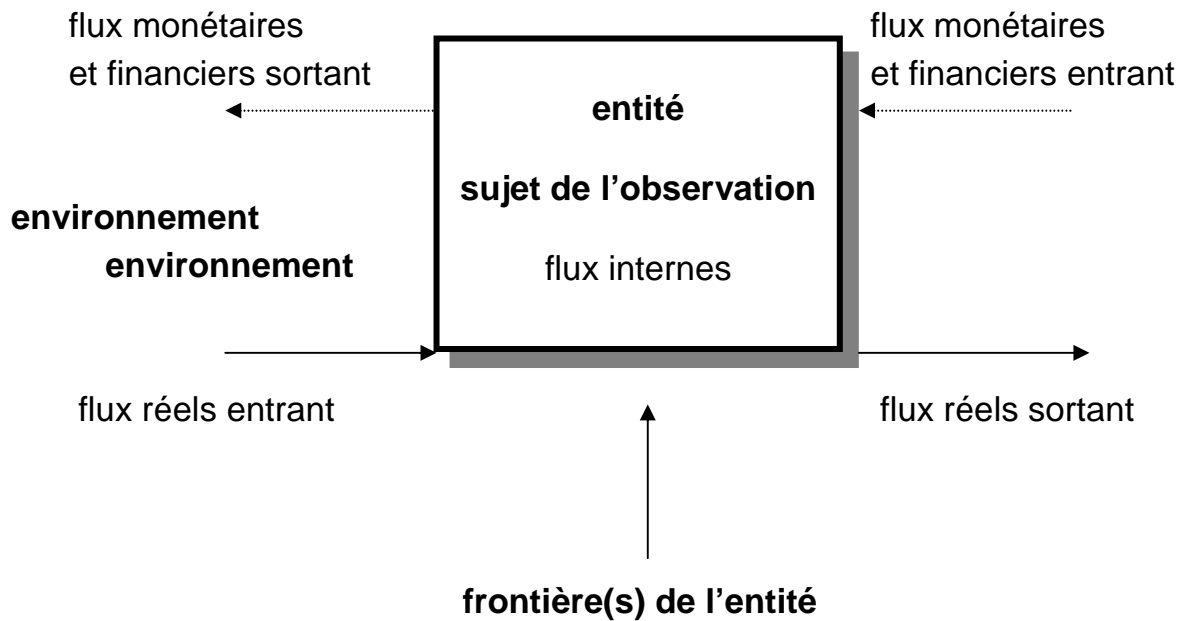 flux monétaires
et financiers sortant
flux monétaires
et financiers entrant
entité
sujet de l’observation
environnement
environnement
flux internes
flux réels entrant
flux réels sortant
frontière(s) de l’entité